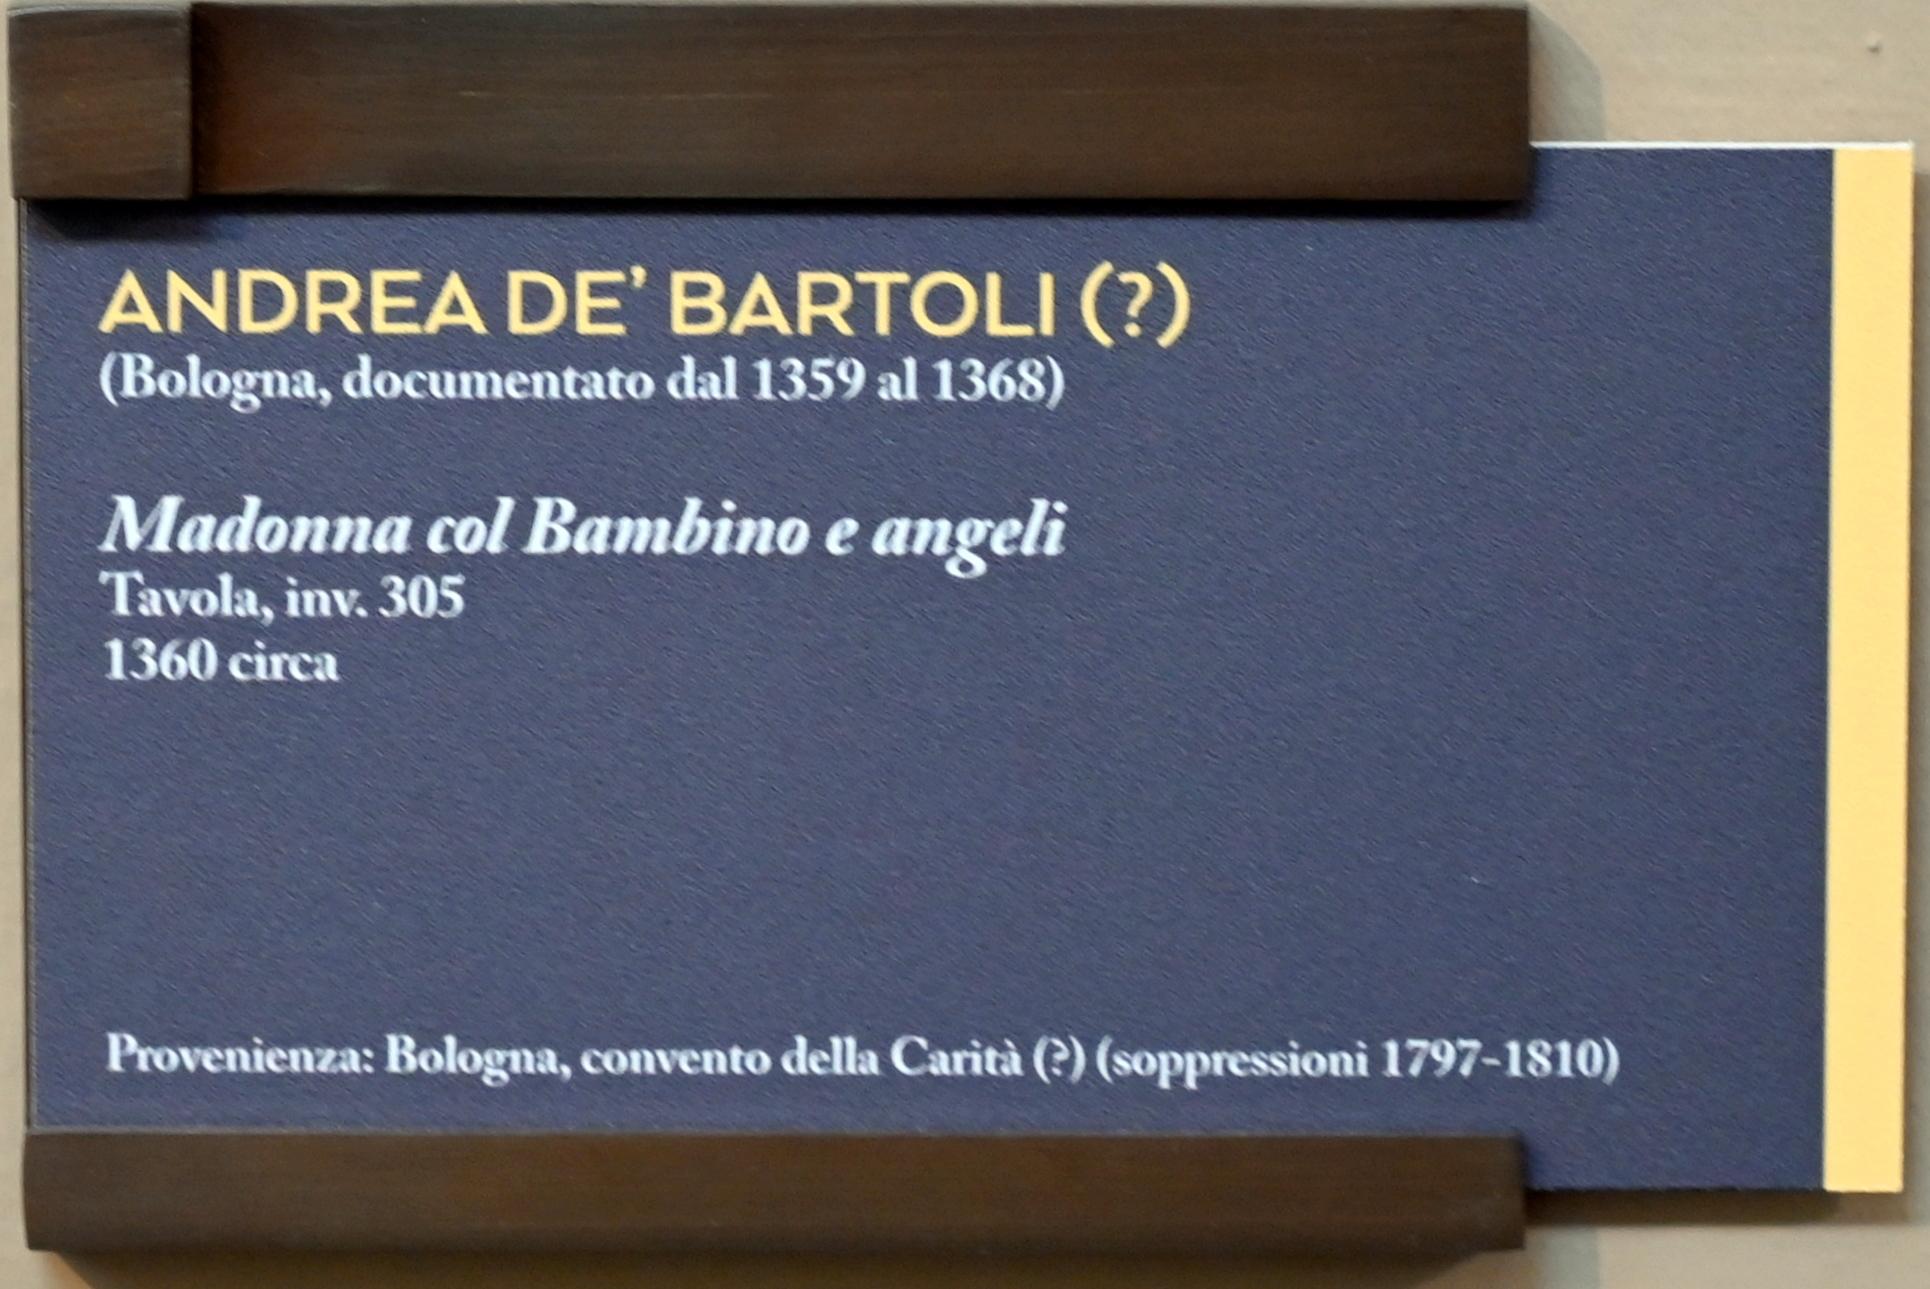 ANDREA DE’ BARTOLI (?)
(Bologna, documentato dal 1359 al 1368)
Madonna col Bambino e angeli
Tavola, inv. 305
1360 circa
Provenienza: Bologna, convento della Carità (?) (soppressioni 1797-1810)